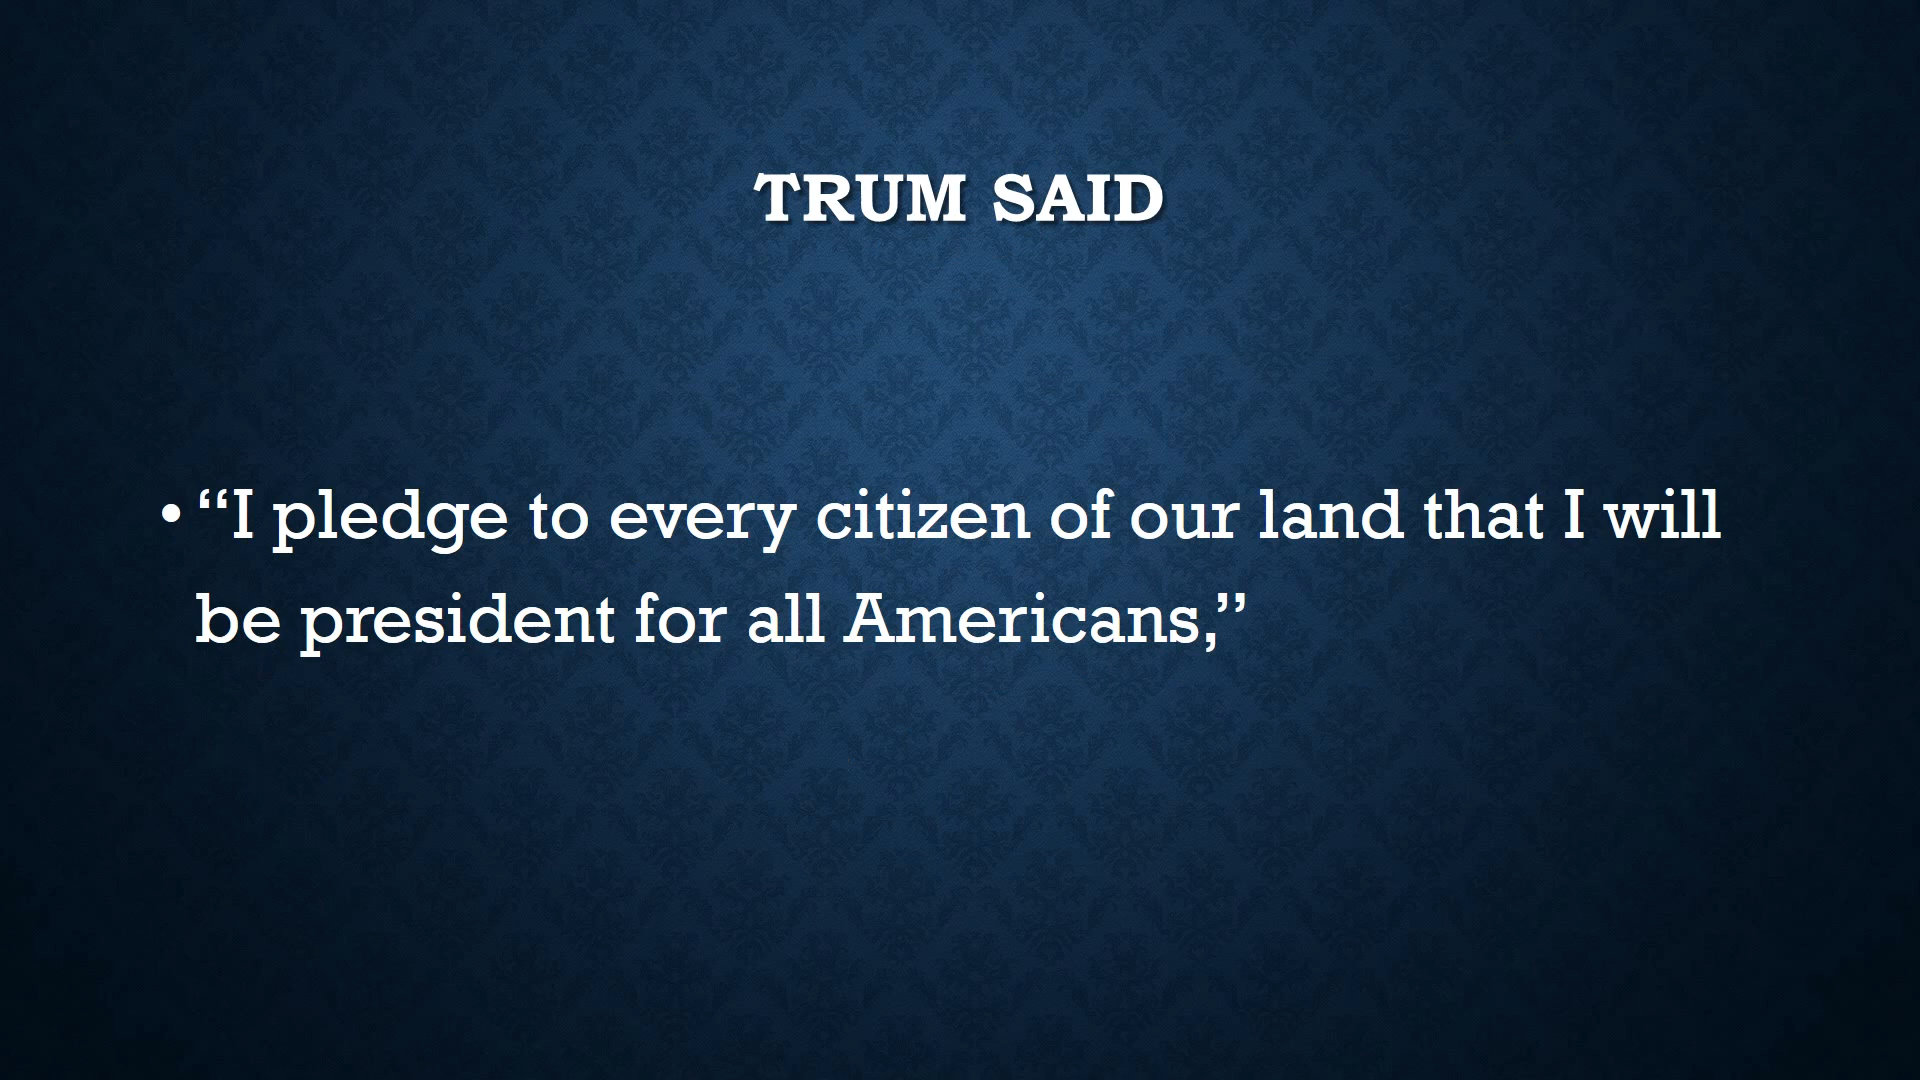 TRUM SAID
• “I pledge to every citizen of our land that I will
be president for all Americans,”